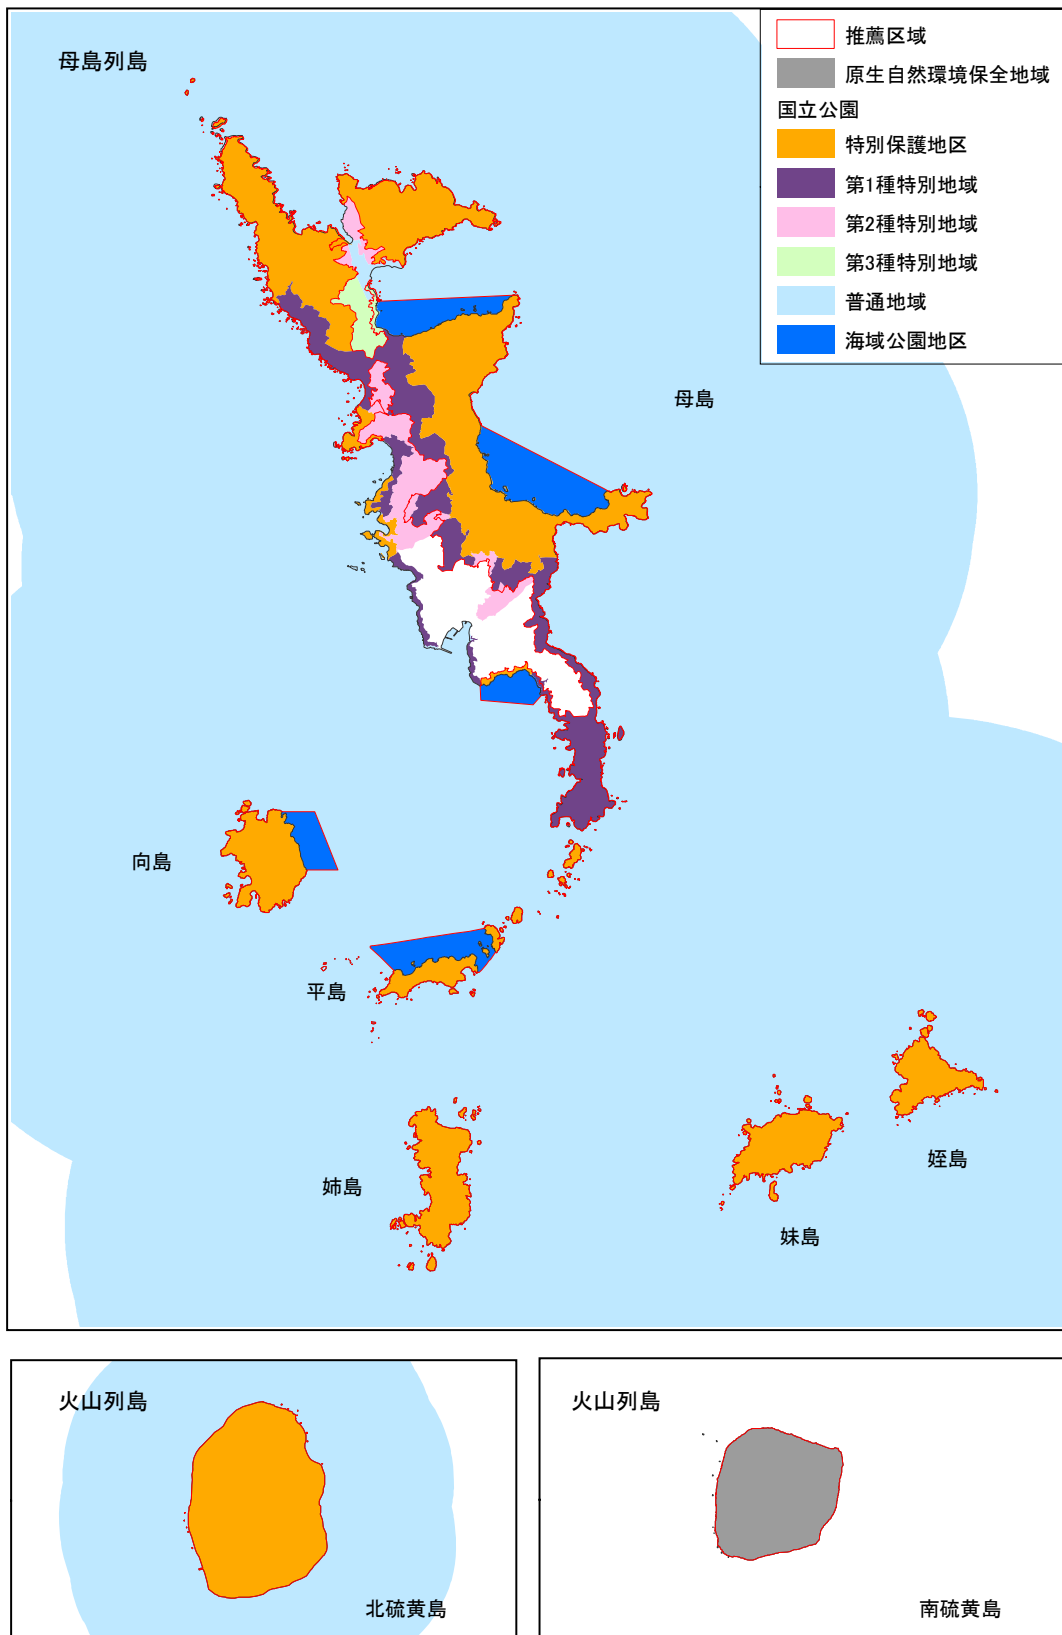 母島列島
推薦区域
原生自然環境保全地域
国立公園
特別保護地区
第1種特別地域
第2種特別地域
第3種特別地域
普通地域
海域公園地区
母島
向島
平島
姉島
妹島
姪島
火山列島
北硫黄島
火山列島
南硫黄島